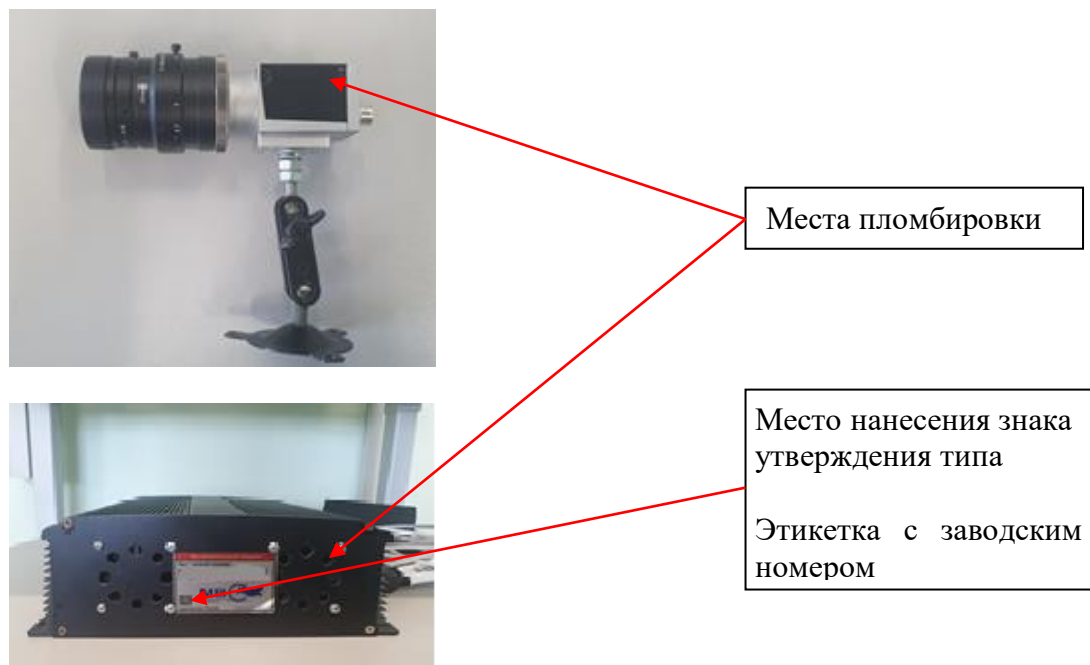 Места пломбировки
Место нанесения знака
утверждения типа
Этикетка с заводским
номером